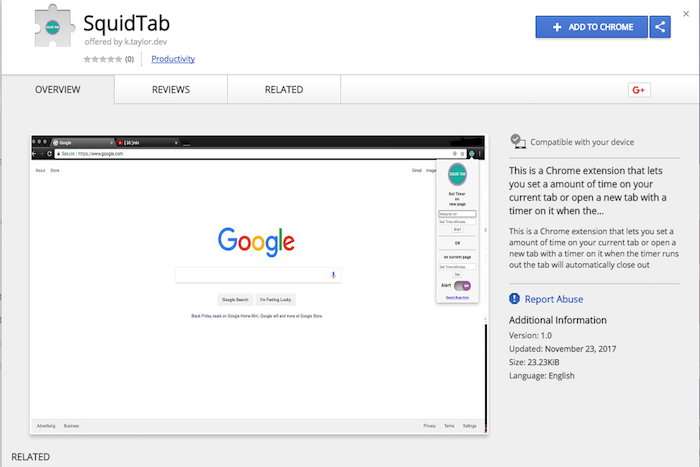 SquidTab
offered by k.taylor.dev
(0)
Productivity
ADD TO CHROME
OVERVIEW
REVIEWS
RELATED
G+
Google
Secure
https://www.google.com
About Store
Gmail
SQUID TAB
Set Timer
on
new page
Website Url
Set Time:Minutes
Start
OR
on current page
Set Time:Minutes
Set
Alert ON
Report Bugs Here
Google
Google Search
I'm Feeling Lucky
Black Friday deals on Google Home Mini, Google wifi and more at Google Store
Advertising Business
Privacy Terms Settings
Compatible with your device
This is a Chrome extension that lets
you set a amount of time on your
current tab or open a new tab with a
timer on it when the...
This is a Chrome extension that lets you set a
amount of time on your current tab or open a
new tab with a timer on it when the timer runs
out the tab will automatically close out
Report Abuse
Additional Information
Version: 1.0
Updated: November 23, 2017
Size: 23.23KiB
Language: English
RELATED